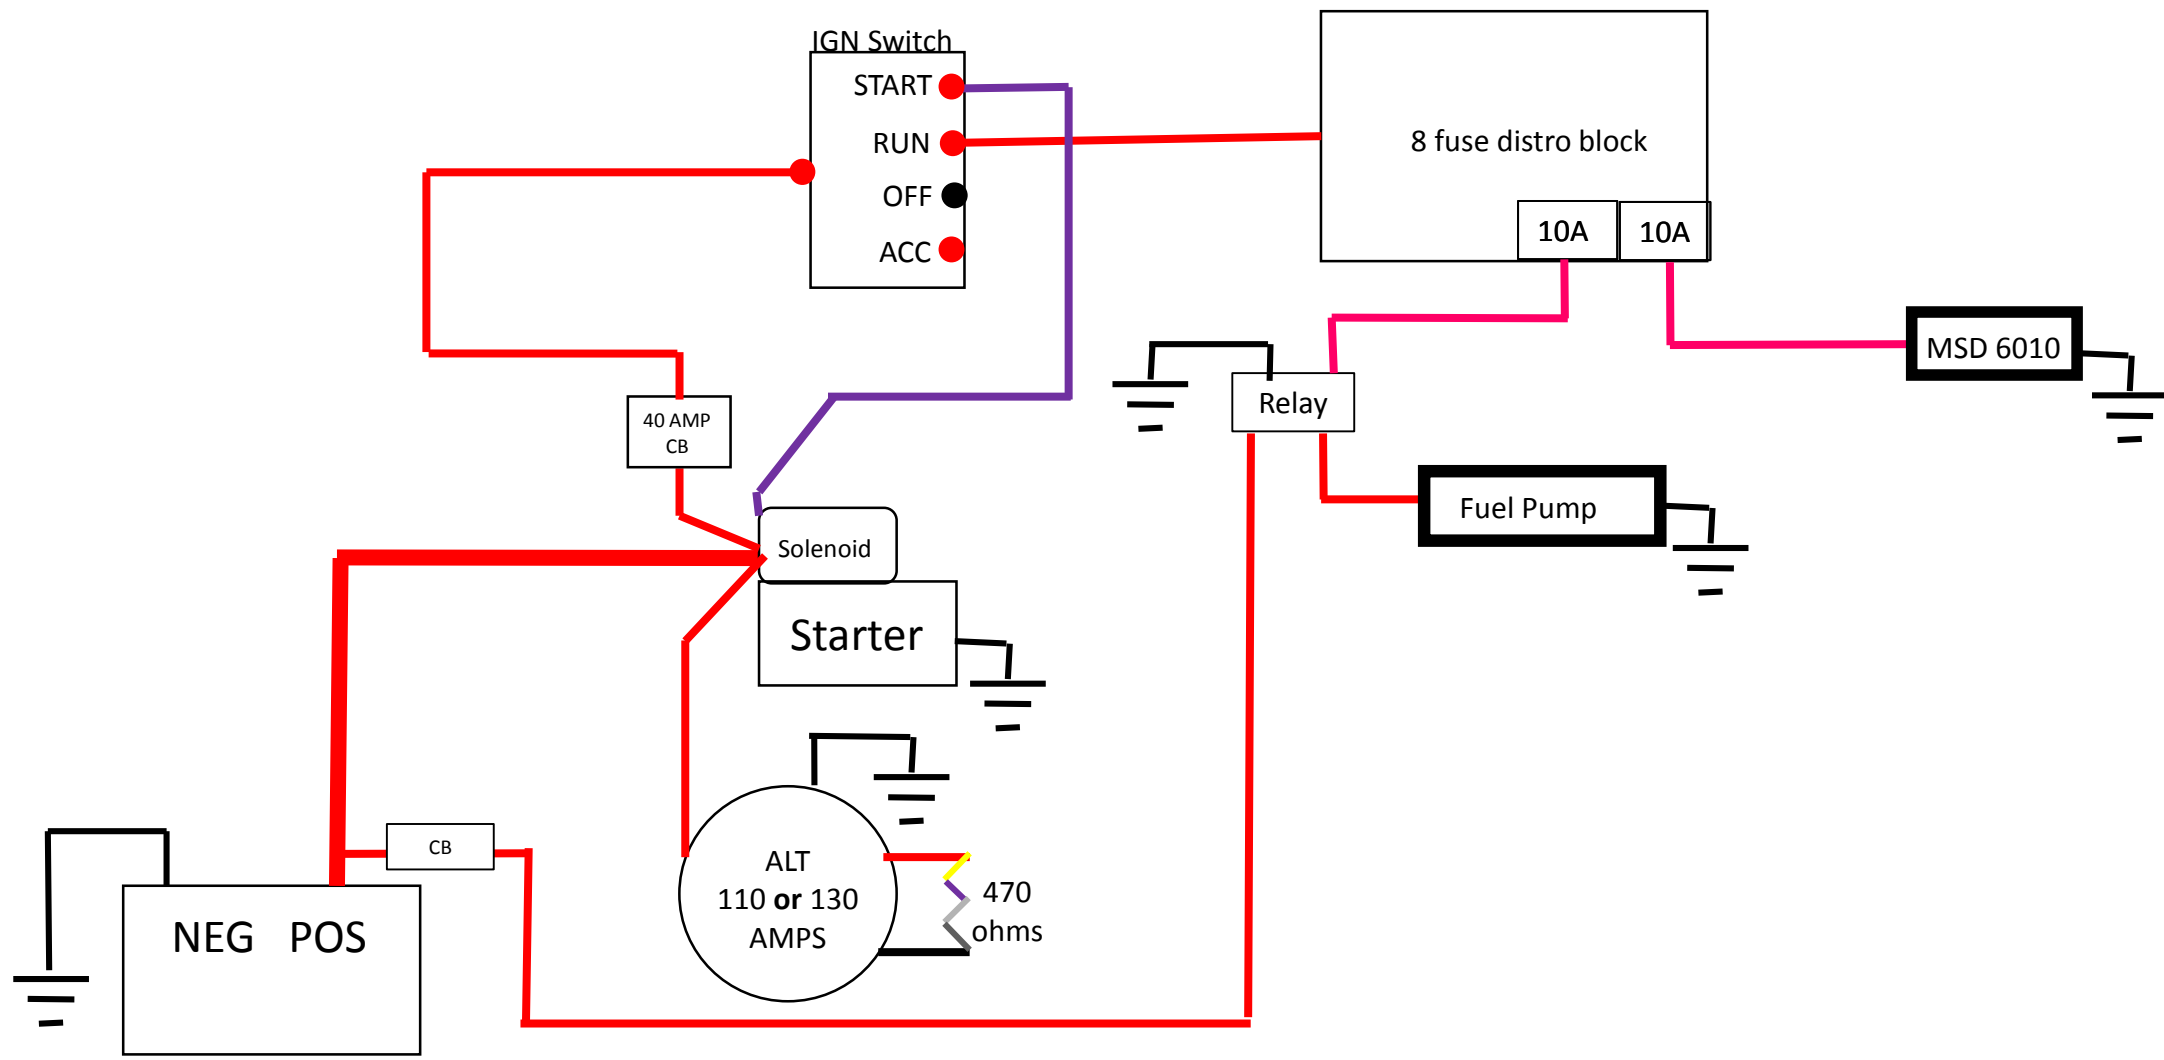 IGN Switch
START
RUN
OFF
ACC
8 fuse distro block
10A
10A
MSD 6010
Relay
40 AMP
CB
Fuel Pump
Solenoid
Starter
CB
ALT
110 or 130
AMPS
470
ohms
NEG POS